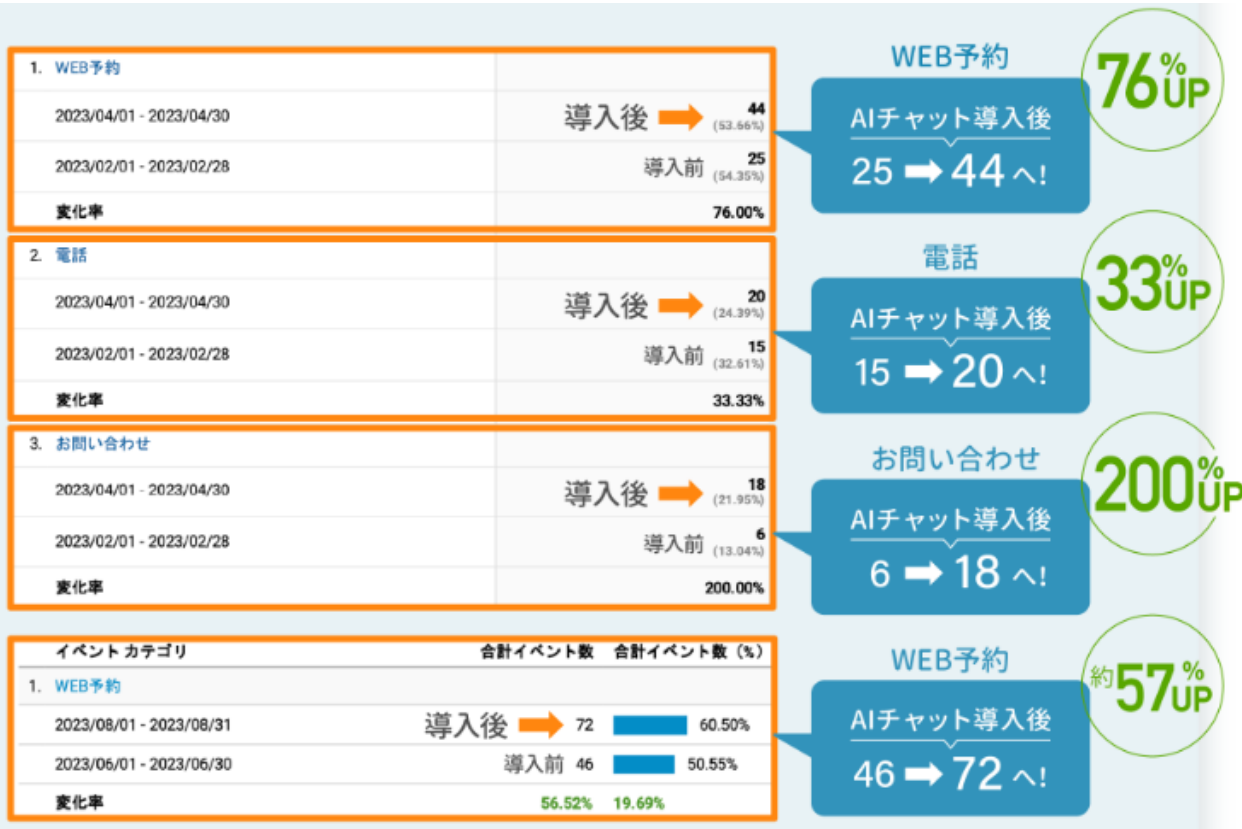 1. WEB予約
2023/04/01 - 2023/04/30 導入後 ➡ 44
(53.66%)
2023/02/01 - 2023/02/28 導入前 25
(54.35%)
変化率 76.00%
WEB予約
76%UP
AIチャット導入後
25 ➡ 44 へ!
2. 電話
2023/04/01 - 2023/04/30 導入後 ➡ 20
(24.39%)
2023/02/01 - 2023/02/28 導入前 15
(32.61%)
変化率 33.33%
電話
33%UP
AIチャット導入後
15 ➡ 20 へ!
3. お問い合わせ
2023/04/01 - 2023/04/30 導入後 ➡ 18
(21.95%)
2023/02/01 - 2023/02/28 導入前 6
(13.04%)
変化率 200.00%
お問い合わせ
200%UP
AIチャット導入後
6 ➡ 18 へ!
イベント カテゴリ 合計イベント数 合計イベント数（%）
1. WEB予約
2023/08/01 - 2023/08/31 導入後 ➡ 72 60.50%
2023/06/01 - 2023/06/30 導入前 46 50.55%
変化率 56.52% 19.69%
WEB予約
約57%UP
AIチャット導入後
46 ➡ 72 へ!